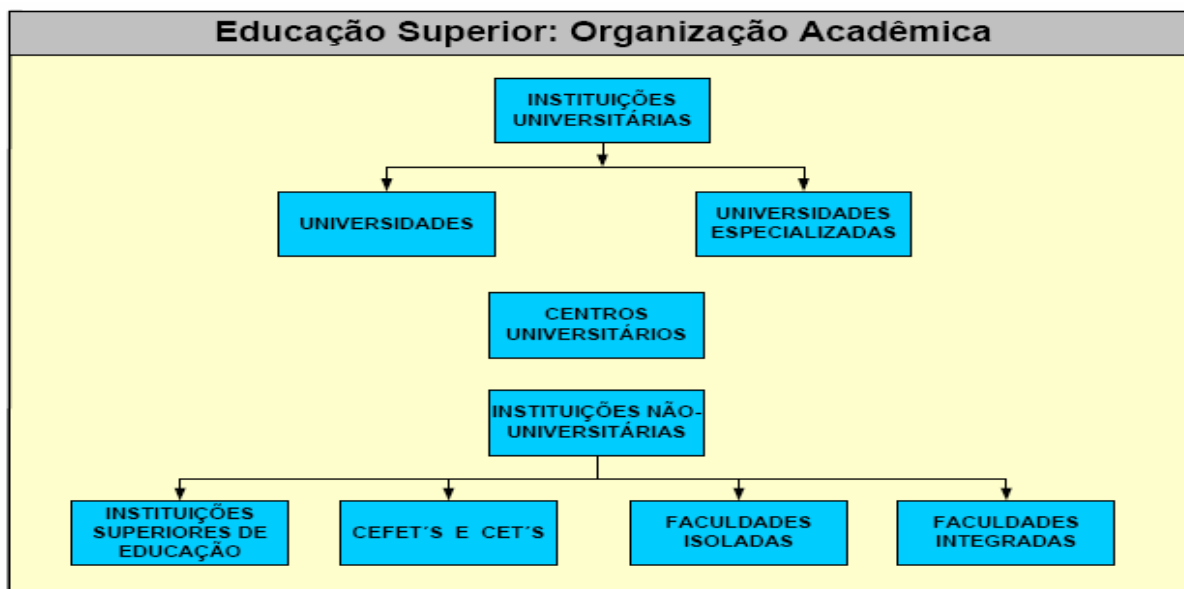 Educação Superior: Organização Acadêmica
INSTITUIÇÕES
UNIVERSITÁRIAS
UNIVERSIDADES
UNIVERSIDADES
ESPECIALIZADAS
CENTROS
UNIVERSITÁRIOS
INSTITUIÇÕES NÃO-
UNIVERSITÁRIAS
INSTITUIÇÕES
SUPERIORES DE
EDUCAÇÃO
CEFET´S E CET´S
FACULDADES
ISOLADAS
FACULDADES
INTEGRADAS